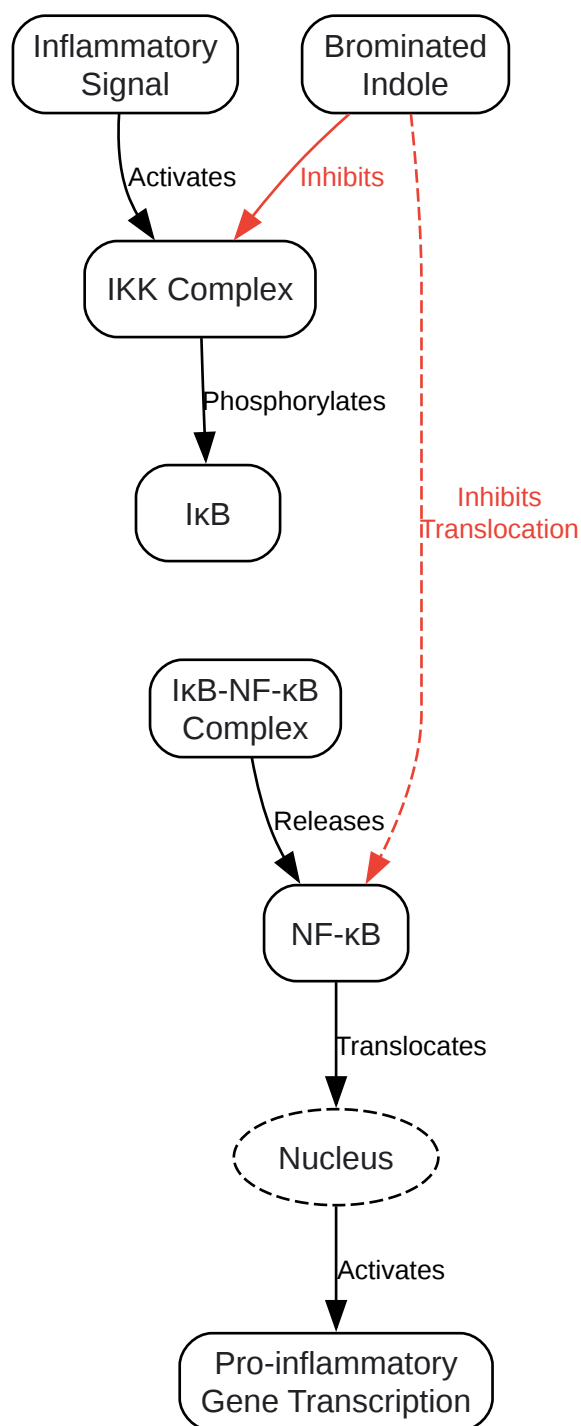 Inflammatory
Signal
Brominated
Indole
Activates
Inhibits
IKK Complex
Phosphorylates
IκB
Inhibits
Translocation
IκB-NF-κB
Complex
Releases
NF-κB
Translocates
Nucleus
Activates
Pro-inflammatory
Gene Transcription